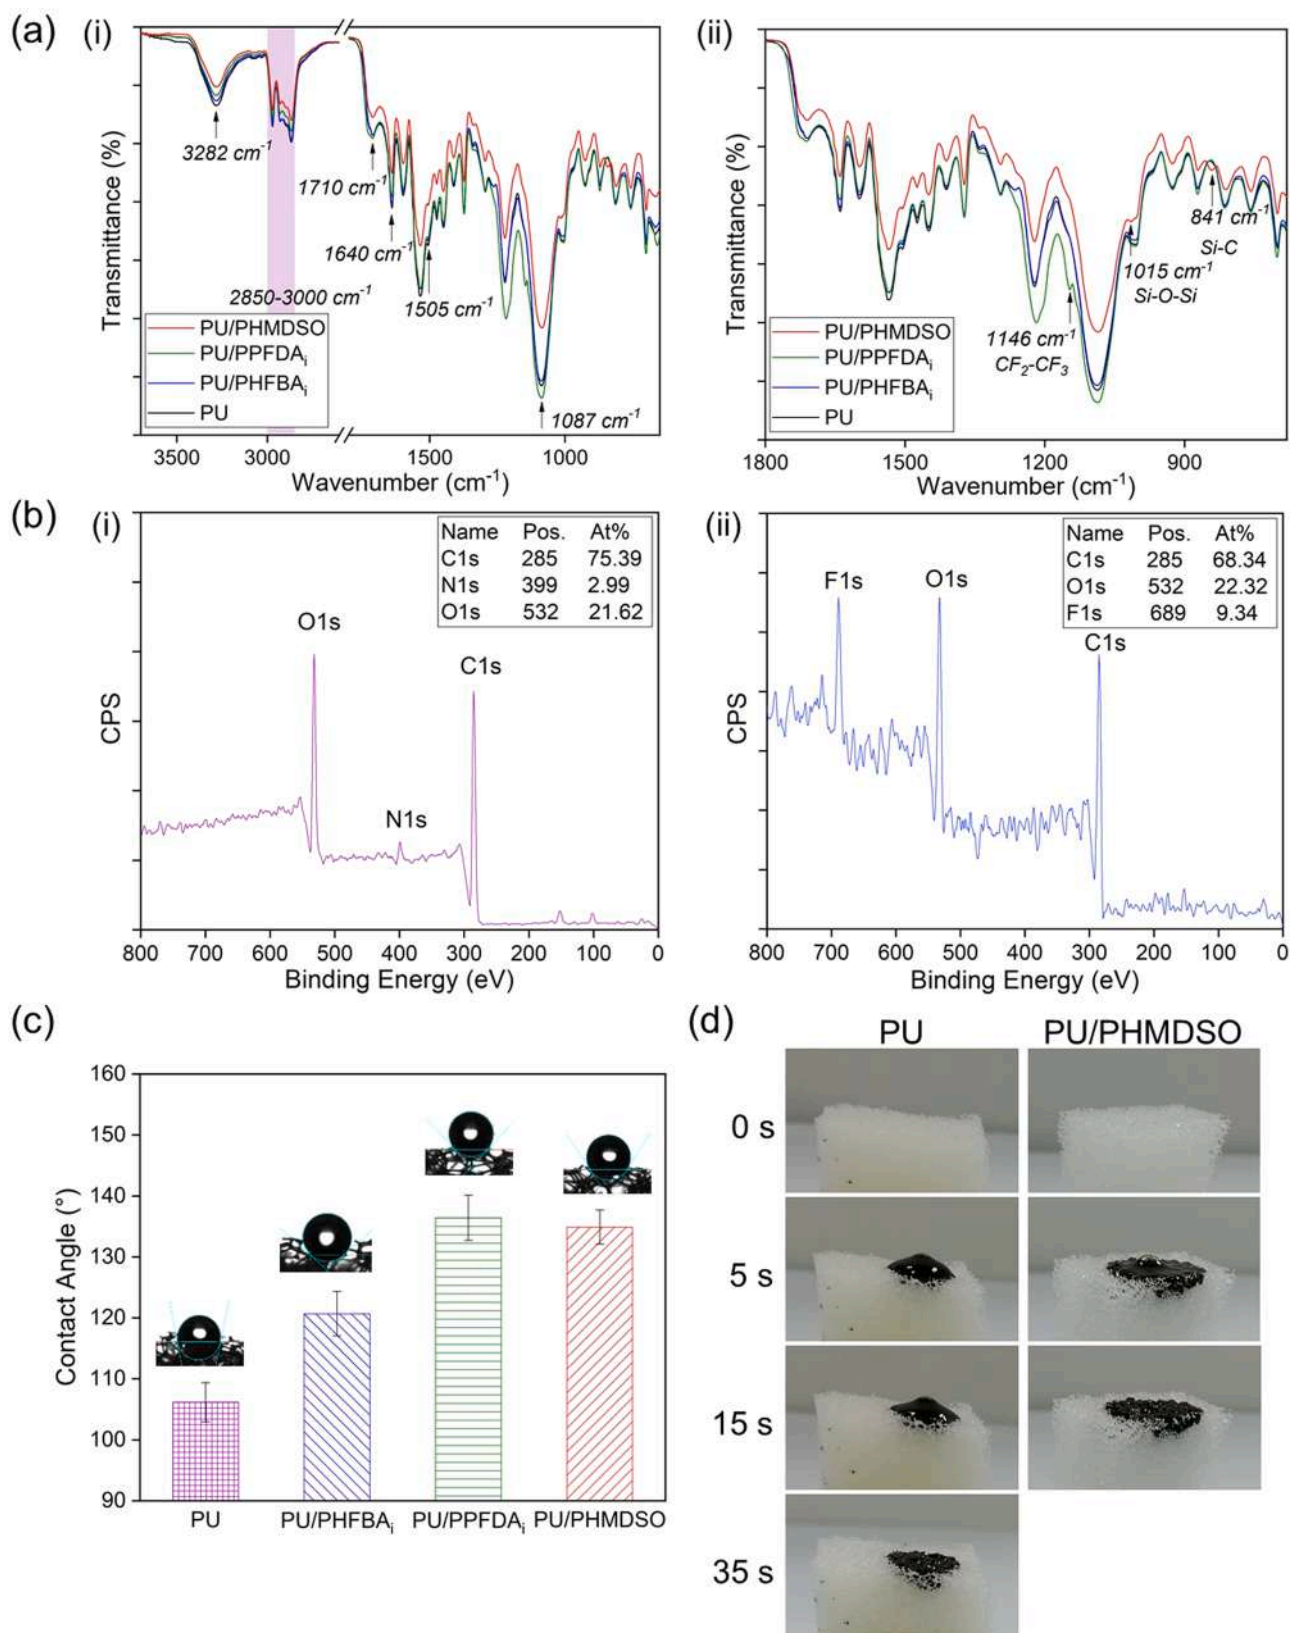 (a)
(i)
Transmittance (%)
3282 cm⁻¹
1710 cm⁻¹
1640 cm⁻¹
2850-3000 cm⁻¹
1505 cm⁻¹
1087 cm⁻¹
PU/PHMDSO
PU/PPFDAᵢ
PU/PHFBAᵢ
PU
3500 3000 1500 1000
Wavenumber (cm⁻¹)
(ii)
Transmittance (%)
841 cm⁻¹
Si-C
1015 cm⁻¹
Si-O-Si
1146 cm⁻¹
CF₂-CF₃
PU/PHMDSO
PU/PPFDAᵢ
PU/PHFBAᵢ
PU
1800 1500 1200 900
Wavenumber (cm⁻¹)
(b)
(i)
Name Pos. At%
C1s 285 75.39
N1s 399 2.99
O1s 532 21.62
O1s
C1s
N1s
CPS
800 700 600 500 400 300 200 100 0
Binding Energy (eV)
(ii)
Name Pos. At%
C1s 285 68.34
O1s 532 22.32
F1s 689 9.34
F1s
O1s
C1s
CPS
800 700 600 500 400 300 200 100 0
Binding Energy (eV)
(c)
Contact Angle (°)
160
150
140
130
120
110
100
90
PU PU/PHFBAᵢ PU/PPFDAᵢ PU/PHMDSO
(d)
PU PU/PHMDSO
0 s
5 s
15 s
35 s